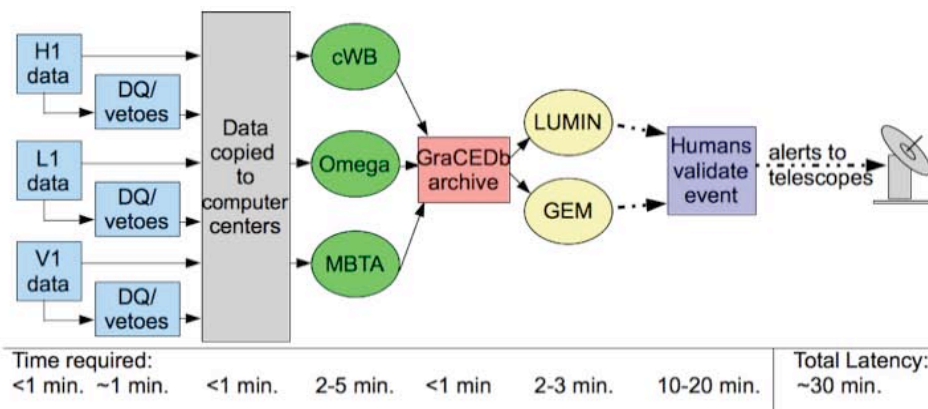 H1
data
DQ/
vetoes
L1
data
DQ/
vetoes
V1
data
DQ/
vetoes
Data
copied
to
computer
centers
cWB
Omega
MBTA
GraCEDb
archive
LUMIN
GEM
Humans
validate
event
alerts to
telescopes
Time required:
<1 min. ~1 min. <1 min. 2-5 min. <1 min 2-3 min. 10-20 min.
Total Latency:
~30 min.